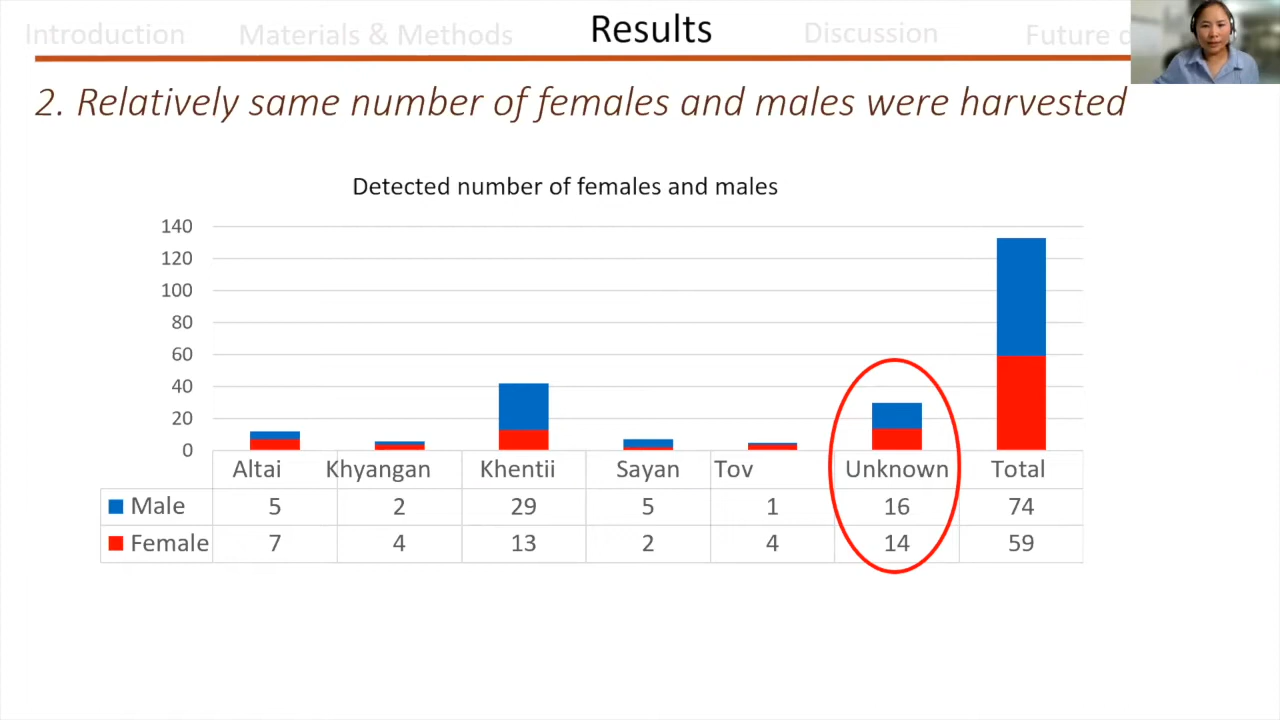 Introduction Materials & Methods Results Discussion Future
2. Relatively same number of females and males were harvested
Detected number of females and males
140
120
100
80
60
40
20
0
Altai Khyangan Khentii Sayan Tov Unknown Total
Male 5 2 29 5 1 16 74
Female 7 4 13 2 4 14 59